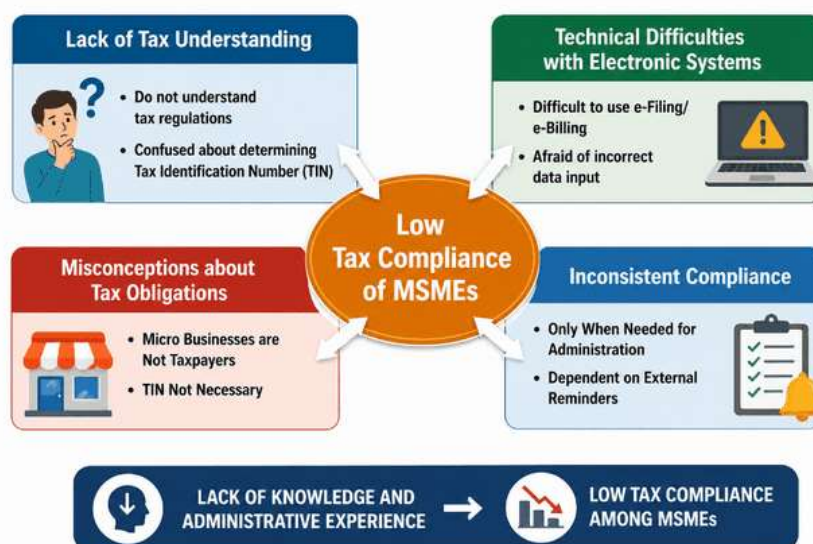 Lack of Tax Understanding
?
• Do not understand
tax regulations
• Confused about determining
Tax Identification Number (TIN)
Technical Difficulties
with Electronic Systems
• Difficult to use e-Filing/
e-Billing
• Afraid of incorrect
data input
Low
Tax Compliance
of MSMEs
Misconceptions about
Tax Obligations
• Micro Businesses are
Not Taxpayers
• TIN Not Necessary
Inconsistent Compliance
• Only When Needed for
Administration
• Dependent on External
Reminders
LACK OF KNOWLEDGE AND
ADMINISTRATIVE EXPERIENCE
LOW TAX COMPLIANCE
AMONG MSMEs